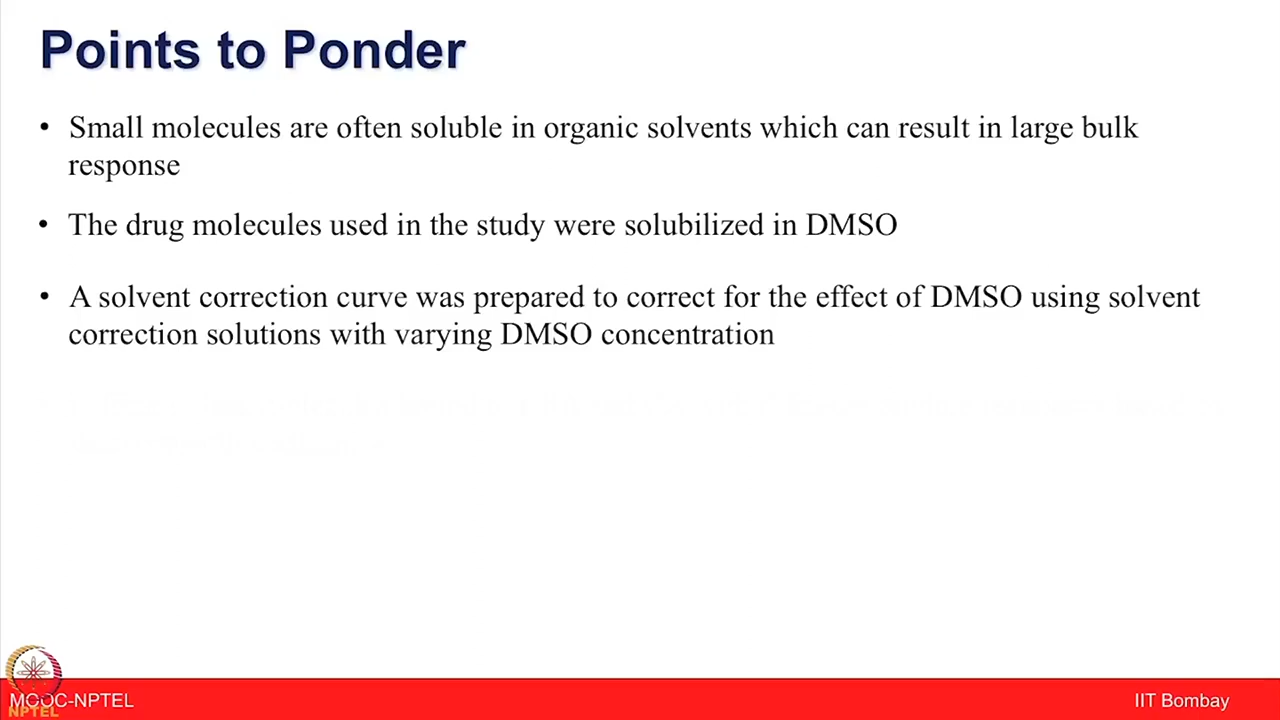 Points to Ponder
• Small molecules are often soluble in organic solvents which can result in large bulk
response
• The drug molecules used in the study were solubilized in DMSO
• A solvent correction curve was prepared to correct for the effect of DMSO using solvent
correction solutions with varying DMSO concentration
MOOC-NPTEL
NPTEL
IIT Bombay